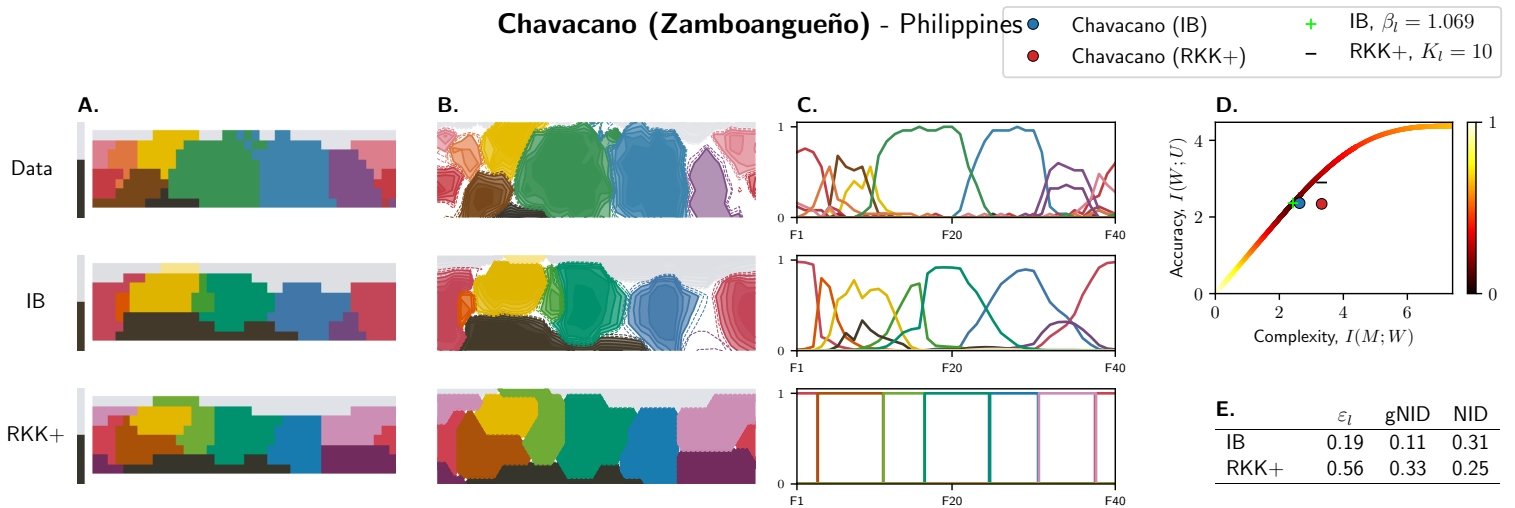 Chavacano (Zamboangueño) - Philippines
Chavacano (IB)
Chavacano (RKK+)
IB, β_l = 1.069
RKK+, K_l = 10
A.
B.
C.
D.
Data
IB
RKK+
1
0
F1
F20
F40
1
0
F1
F20
F40
1
0
F1
F20
F40
Accuracy, I(W; U)
4
2
0
0
2
4
6
Complexity, I(M; W)
1
0
E.
ε_l gNID NID
IB 0.19 0.11 0.31
RKK+ 0.56 0.33 0.25